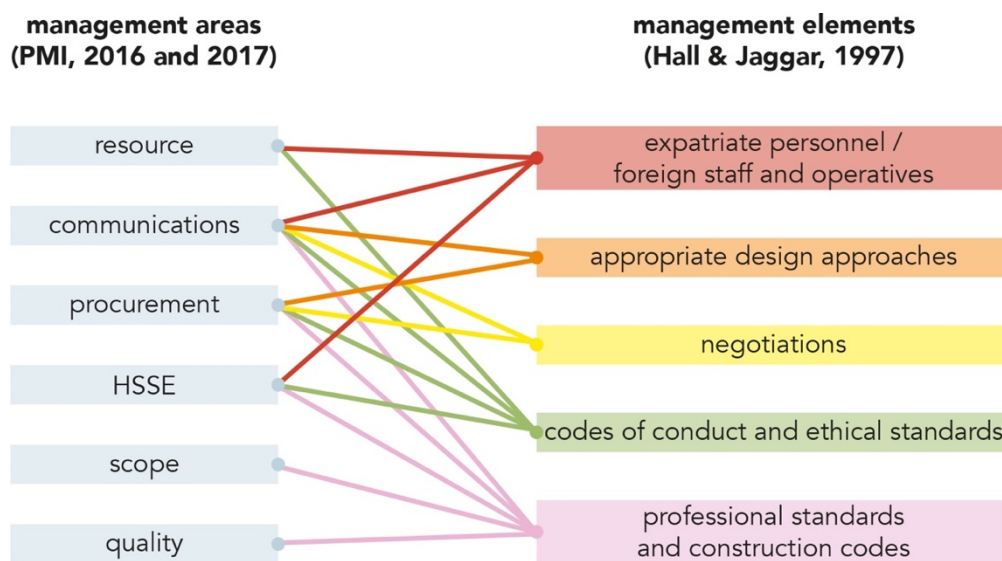 management areas
(PMI, 2016 and 2017)
resource
communications
procurement
HSSE
scope
quality
management elements
(Hall & Jaggar, 1997)
expatriate personnel /
foreign staff and operatives
appropriate design approaches
negotiations
codes of conduct and ethical standards
professional standards
and construction codes